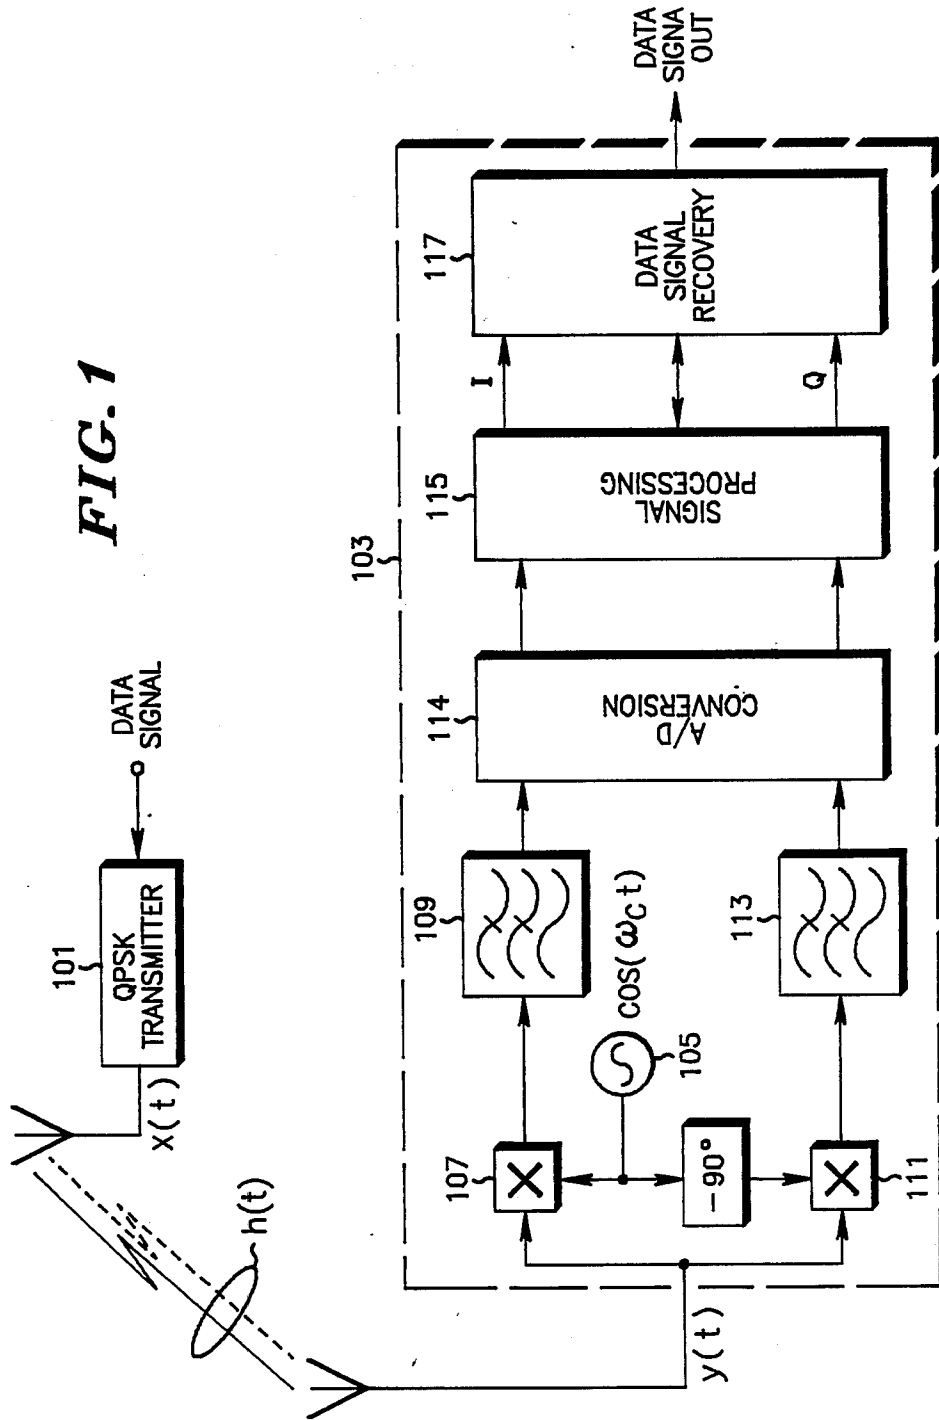 FIG. 1
101
QPSK
TRANSMITTER
DATA
SIGNAL
X(t)
h(t)
y(t)
103
107
109
114
115
117
A/D
CONVERSION
SIGNAL
PROCESSING
DATA
SIGNAL
RECOVERY
I
Q
DATA
SIGNA
OUT
COS(ωC t)
105
-90°
111
113